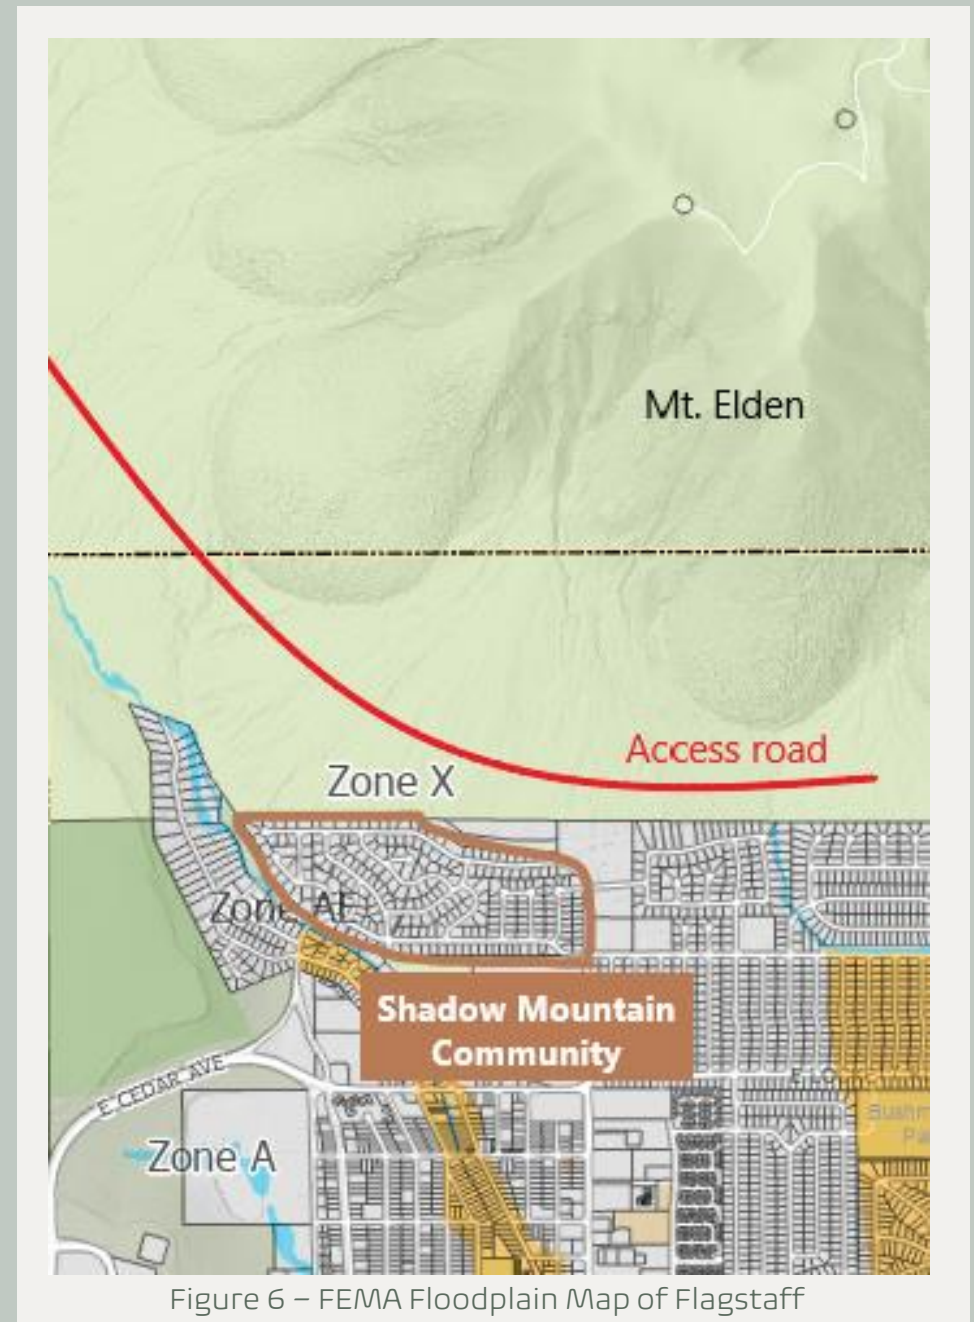 Mt. Elden
Access road
Zone X
Zone AE
Shadow Mountain
Community
E CEDAR AVE
Zone A
Figure 6 – FEMA Floodplain Map of Flagstaff